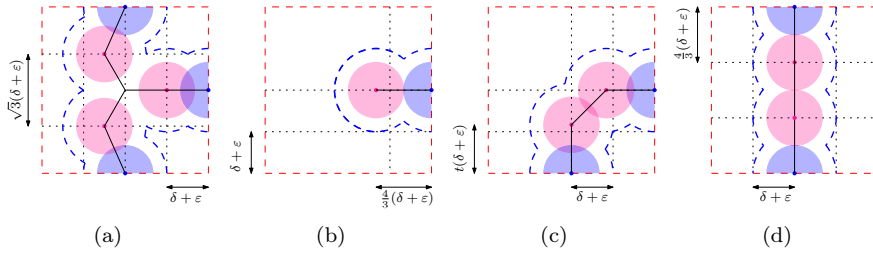 √3(δ + ε)
δ + ε
(a)
δ + ε
4/3(δ + ε)
(b)
t(δ + ε)
δ + ε
(c)
4/3(δ + ε)
δ + ε
(d)